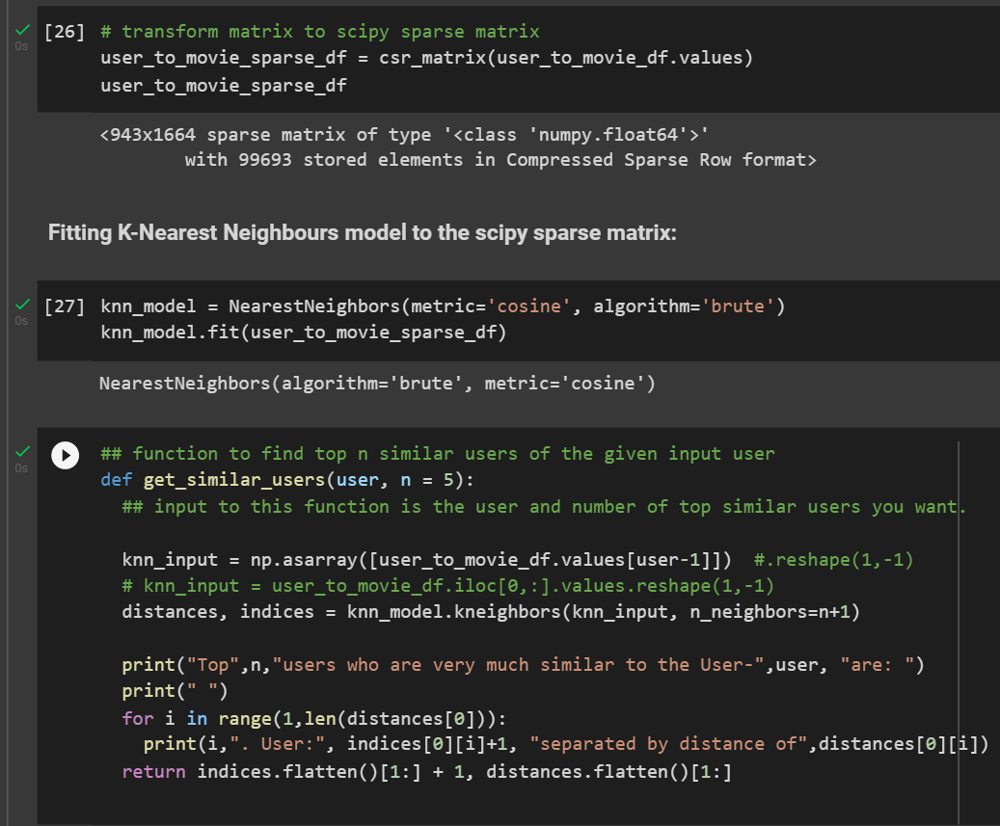 [26] # transform matrix to scipy sparse matrix
user_to_movie_sparse_df = csr_matrix(user_to_movie_df.values)
user_to_movie_sparse_df
0s
<943x1664 sparse matrix of type '<class 'numpy.float64'>'
with 99693 stored elements in Compressed Sparse Row format>
Fitting K-Nearest Neighbours model to the scipy sparse matrix:
[27] knn_model = NearestNeighbors(metric='cosine', algorithm='brute')
0s
knn_model.fit(user_to_movie_sparse_df)
NearestNeighbors(algorithm='brute', metric='cosine')
## function to find top n similar users of the given input user
0s
def get_similar_users(user, n = 5):
## input to this function is the user and number of top similar users you want.
knn_input = np.asarray([user_to_movie_df.values[user-1]])  #.reshape(1,-1)
# knn_input = user_to_movie_df.iloc[0,:].values.reshape(1,-1)
distances, indices = knn_model.kneighbors(knn_input, n_neighbors=n+1)
print("Top",n,"users who are very much similar to the User-",user, "are: ")
print(" ")
for i in range(1,len(distances[0])):
print(i,". User:", indices[0][i]+1, "separated by distance of",distances[0][i])
return indices.flatten()[1:] + 1, distances.flatten()[1:]